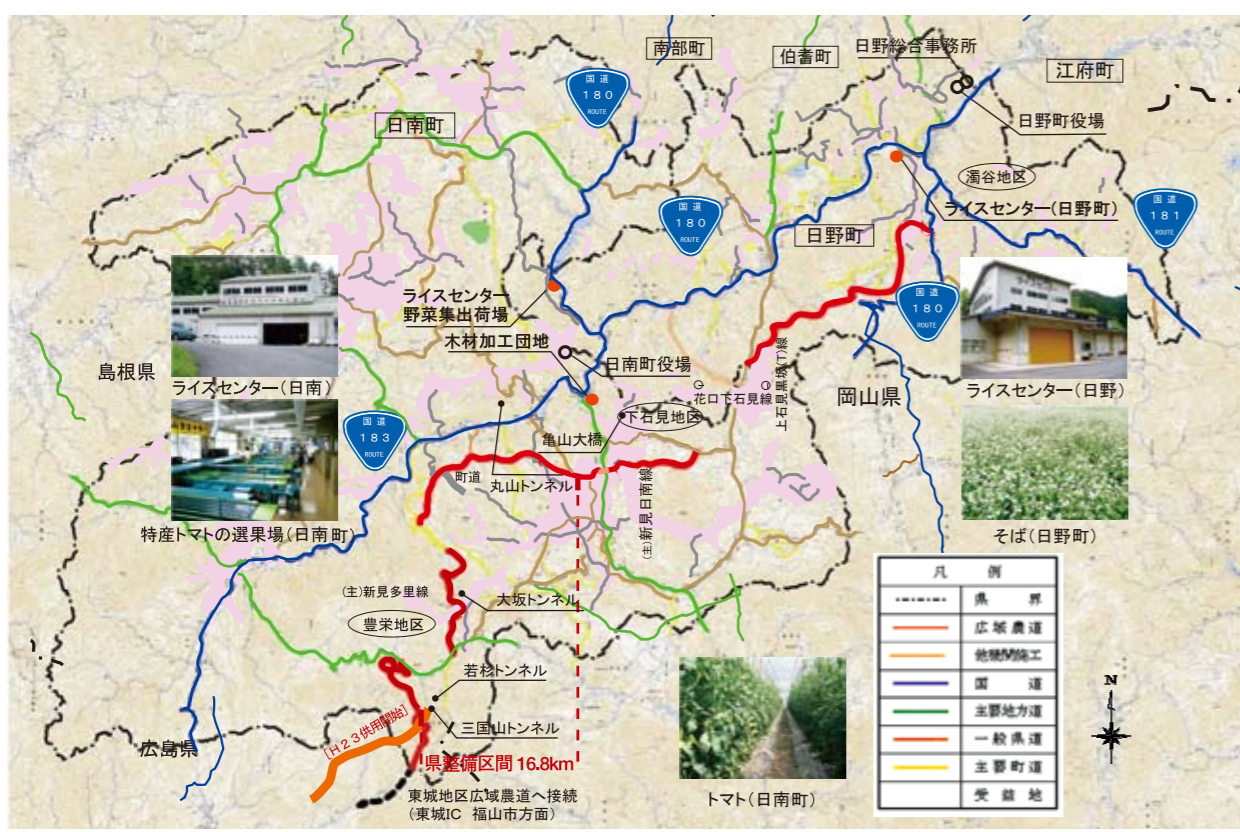 南部町
伯耆町
日野総合事務所
江府町
国道
180
ROUTE
日野町役場
日南町
濁谷地区
ライスセンター(日野町)
国道
180
ROUTE
国道
181
ROUTE
日野町
ライスセンター
野菜集出荷場
木材加工団地
国道
180
ROUTE
日南町役場
島根県
ライスセンター(日南)
ライスセンター(日野)
花口下石見線
上石見黒坂(T)線
岡山県
下石見地区
国道
183
ROUTE
亀山大橋
町道
丸山トンネル
(主)新見日南線
特産トマトの選果場(日南町)
そば(日野町)
(主)新見多里線
大坂トンネル
豊栄地区
若杉トンネル
[H23供用開始]
三国山トンネル
広島県
県整備区間 16.8km
東城地区広域農道へ接続
(東城IC 福山市方面)
トマト(日南町)
凡例
県界
広域農道
他機関施工
国道
主要地方道
一般県道
主要町道
受益地
N